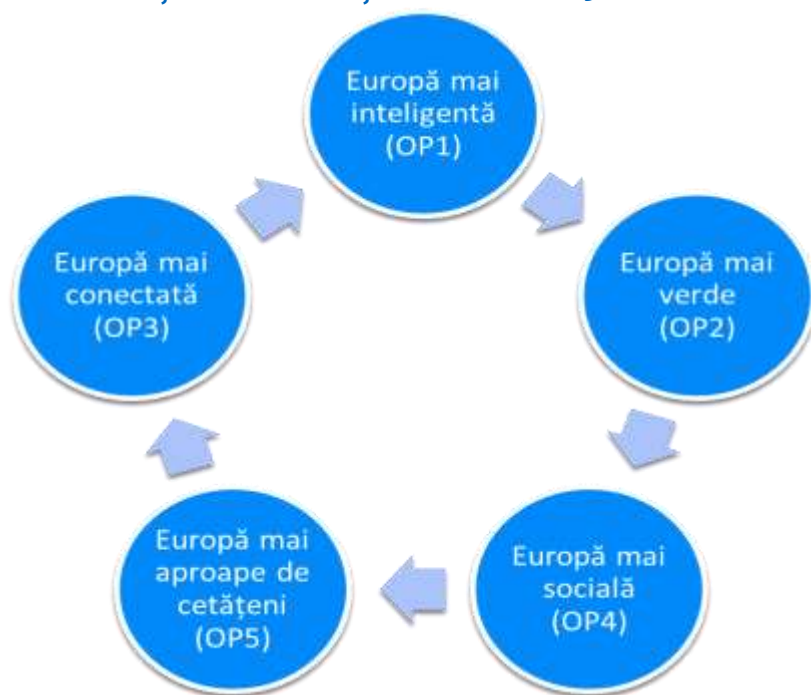 Europă mai
inteligentă
(OP1)
Europă mai
verde
(OP2)
Europă mai
socială
(OP4)
Europă mai
aproape de
cetățeni
(OP5)
Europă mai
conectată
(OP3)